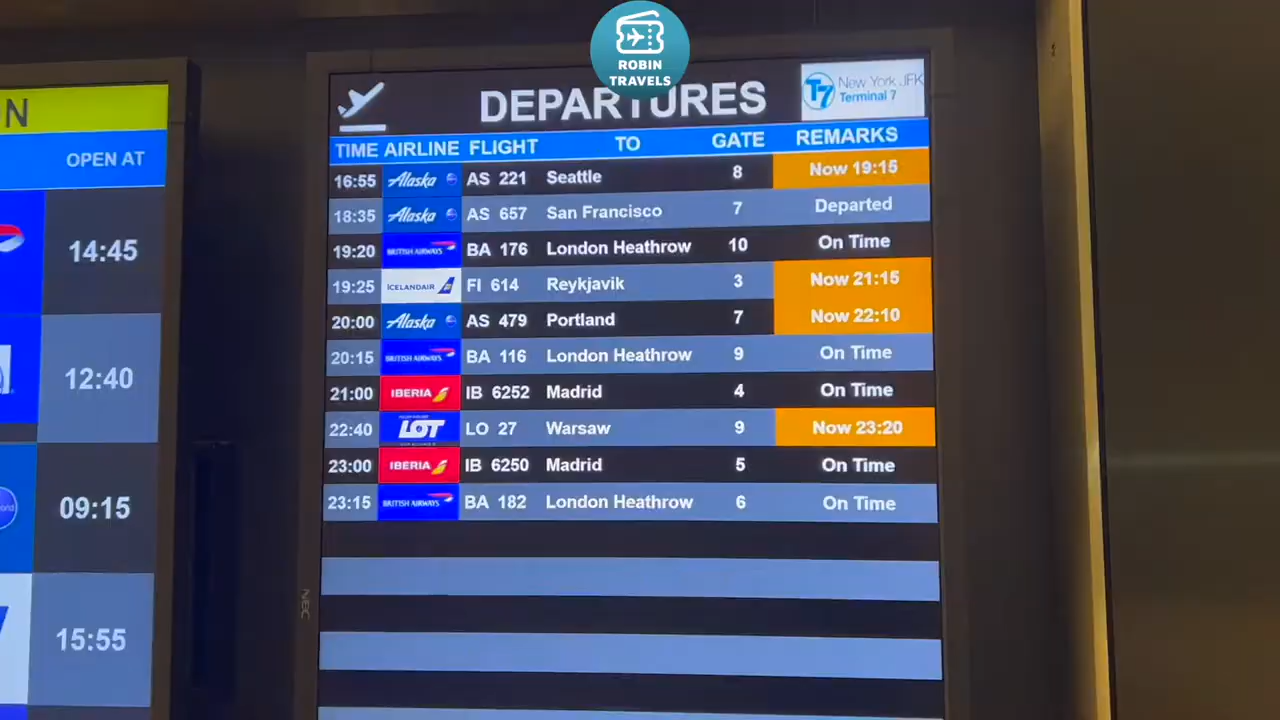 ROBIN
TRAVELS
N
OPEN AT
14:45
12:40
09:15
15:55
DEPARTURES
T7 New York JFK
Terminal 7
TIME AIRLINE FLIGHT TO GATE REMARKS
16:55 Alaska AS 221 Seattle 8 Now 19:15
18:35 Alaska AS 657 San Francisco 7 Departed
19:20 BRITISH AIRWAYS BA 176 London Heathrow 10 On Time
19:25 ICELANDAIR FI 614 Reykjavik 3 Now 21:15
20:00 Alaska AS 479 Portland 7 Now 22:10
20:15 BRITISH AIRWAYS BA 116 London Heathrow 9 On Time
21:00 IBERIA IB 6252 Madrid 4 On Time
22:40 LOT LO 27 Warsaw 9 Now 23:20
23:00 IBERIA IB 6250 Madrid 5 On Time
23:15 BRITISH AIRWAYS BA 182 London Heathrow 6 On Time
NEC